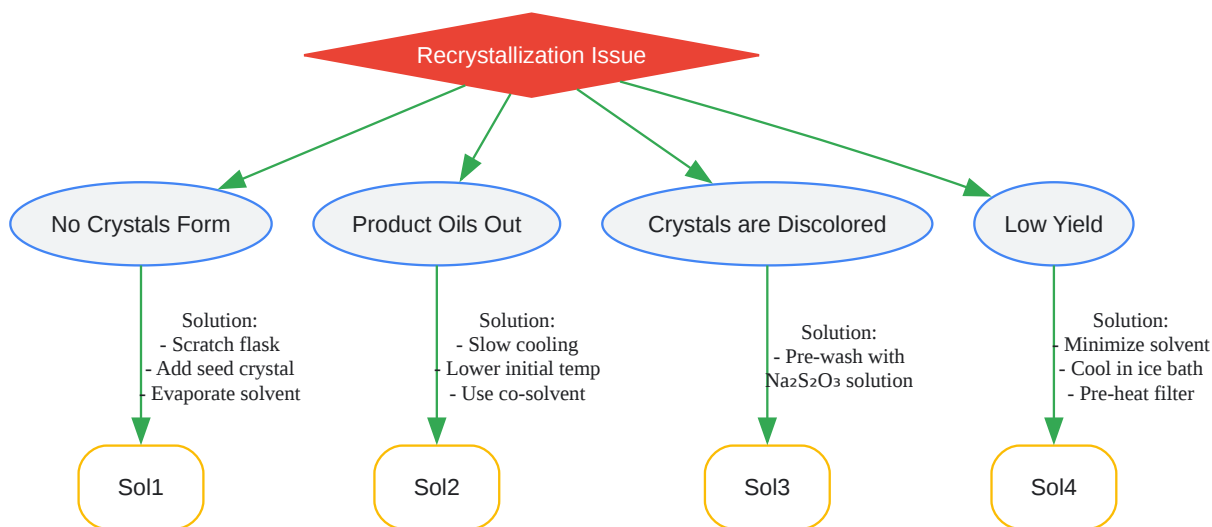 Recrystallization Issue
No Crystals Form
Product Oils Out
Crystals are Discolored
Low Yield
Solution:
- Scratch flask
- Add seed crystal
- Evaporate solvent
Solution:
- Slow cooling
- Lower initial temp
- Use co-solvent
Solution:
- Pre-wash with
Na₂S₂O₃ solution
Solution:
- Minimize solvent
- Cool in ice bath
- Pre-heat filter
Sol1
Sol2
Sol3
Sol4